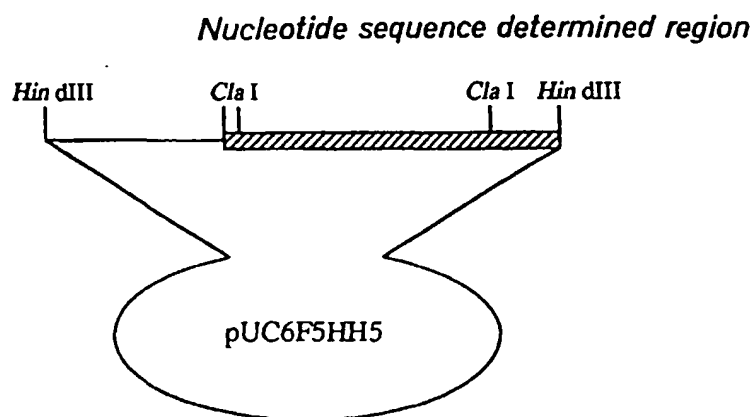 Nucleotide sequence determined region
Hin dIII Cla I Cla I Hin dIII
pUC6F5HH5